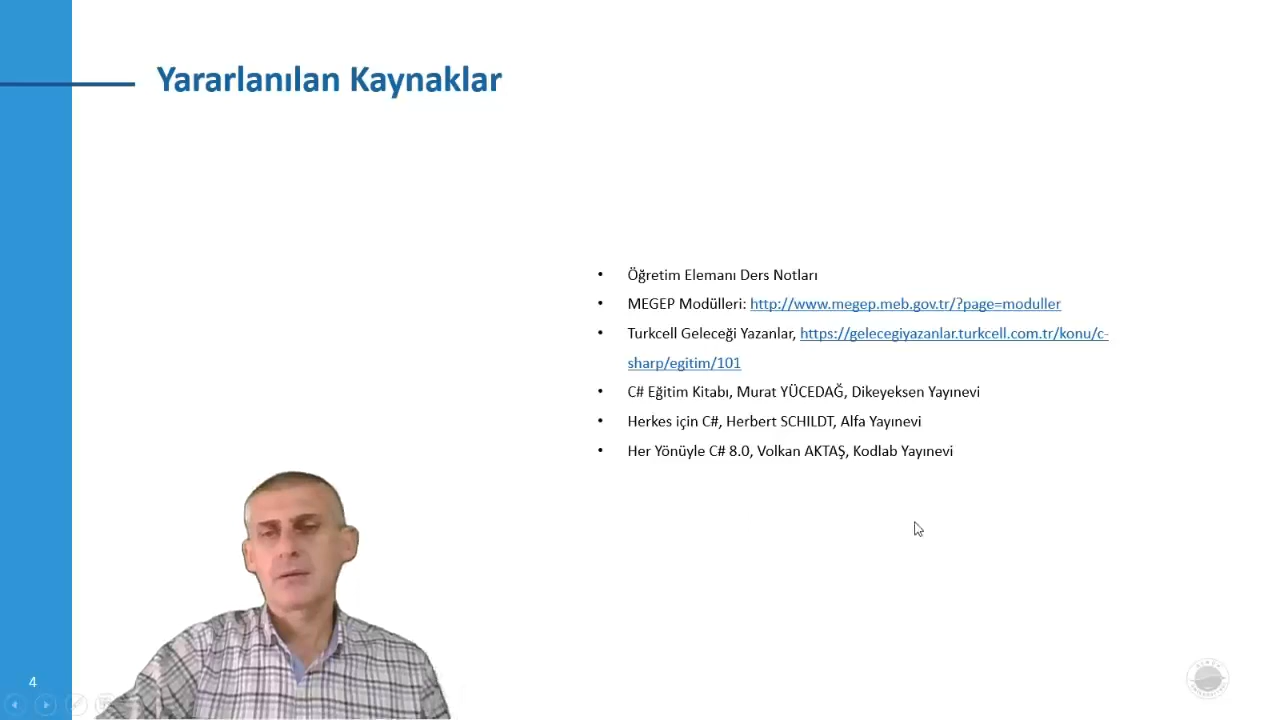 Yararlanılan Kaynaklar
• Öğretim Elemanı Ders Notları
• MEGEP Modülleri: http://www.megep.meb.gov.tr/?page=moduller
• Turkcell Geleceği Yazanlar, https://gelecegiyazanlar.turkcell.com.tr/konu/c-
sharp/egitim/101
• C# Eğitim Kitabı, Murat YÜCEDAĞ, Dikeyeksen Yayınevi
• Herkes için C#, Herbert SCHILDT, Alfa Yayınevi
• Her Yönüyle C# 8.0, Volkan AKTAŞ, Kodlab Yayınevi
4